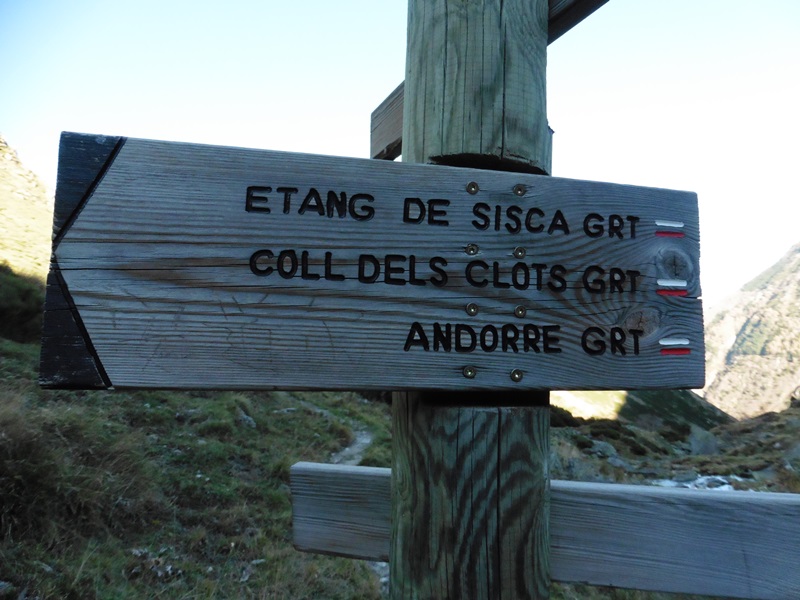 ETANG DE SISCA GRT
COLL DELS CLOTS GRT
ANDORRE GRT